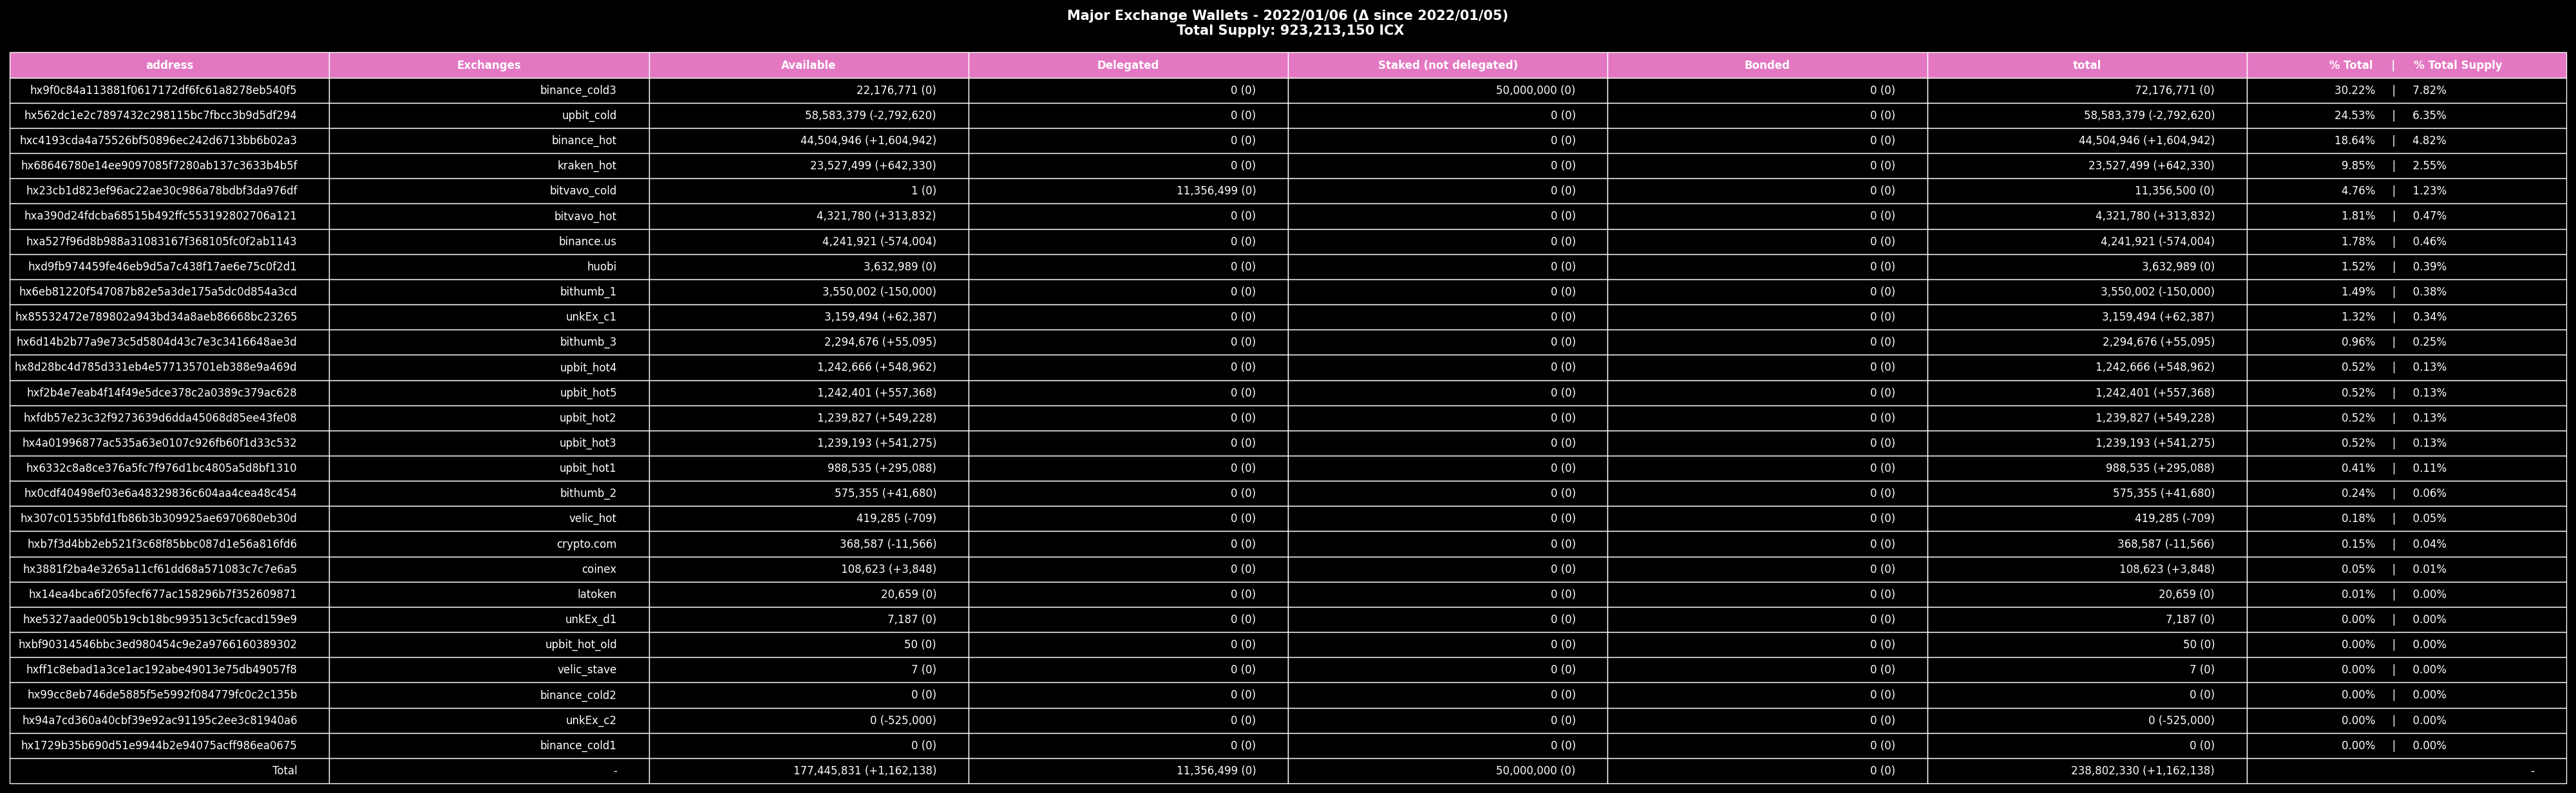 Major Exchange Wallets - 2022/01/06 (Δ since 2022/01/05)
Total Supply: 923,213,150 ICX
address Exchanges Available Delegated Staked (not delegated) Bonded total % Total | % Total Supply
hx9f0c84a113881f0617172df6fc61a8278eb540f5 binance_cold3 22,176,771 (0) 0 (0) 50,000,000 (0) 0 (0) 72,176,771 (0) 30.22% | 7.82%
hx562dc1e2c7897432c298115bc7fbcc3b9d5df294 upbit_cold 58,583,379 (-2,792,620) 0 (0) 0 (0) 0 (0) 58,583,379 (-2,792,620) 24.53% | 6.35%
hxc4193cda4a75526bf50896ec242d6713bb6b02a3 binance_hot 44,504,946 (+1,604,942) 0 (0) 0 (0) 0 (0) 44,504,946 (+1,604,942) 18.64% | 4.82%
hx68646780e14ee9097085f7280ab137c3633b4b5f kraken_hot 23,527,499 (+642,330) 0 (0) 0 (0) 0 (0) 23,527,499 (+642,330) 9.85% | 2.55%
hx23cb1d823ef96ac22ae30c986a78bdbf3da976df bitvavo_cold 1 (0) 11,356,499 (0) 0 (0) 0 (0) 11,356,500 (0) 4.76% | 1.23%
hxa390d24fdcba68515b492ffc553192802706a121 bitvavo_hot 4,321,780 (+313,832) 0 (0) 0 (0) 0 (0) 4,321,780 (+313,832) 1.81% | 0.47%
hxa527f96d8b988a31083167f368105fc0f2ab1143 binance.us 4,241,921 (-574,004) 0 (0) 0 (0) 0 (0) 4,241,921 (-574,004) 1.78% | 0.46%
hxd9fb974459fe46eb9d5a7c438f17ae6e75c0f2d1 huobi 3,632,989 (0) 0 (0) 0 (0) 0 (0) 3,632,989 (0) 1.52% | 0.39%
hx6eb81220f547087b82e5a3de175a5dc0d854a3cd bithumb_1 3,550,002 (-150,000) 0 (0) 0 (0) 0 (0) 3,550,002 (-150,000) 1.49% | 0.38%
hx85532472e789802a943bd34a8aeb86668bc23265 unkEx_c1 3,159,494 (+62,387) 0 (0) 0 (0) 0 (0) 3,159,494 (+62,387) 1.32% | 0.34%
hx6d14b2b77a9e73c5d5804d43c7e3c3416648ae3d bithumb_3 2,294,676 (+55,095) 0 (0) 0 (0) 0 (0) 2,294,676 (+55,095) 0.96% | 0.25%
hx8d28bc4d785d331eb4e577135701eb388e9a469d upbit_hot4 1,242,666 (+548,962) 0 (0) 0 (0) 0 (0) 1,242,666 (+548,962) 0.52% | 0.13%
hxf2b4e7eab4f14f49e5dce378c2a0389c379ac628 upbit_hot5 1,242,401 (+557,368) 0 (0) 0 (0) 0 (0) 1,242,401 (+557,368) 0.52% | 0.13%
hxfdb57e23c32f9273639d6dda45068d85ee43fe08 upbit_hot2 1,239,827 (+549,228) 0 (0) 0 (0) 0 (0) 1,239,827 (+549,228) 0.52% | 0.13%
hx4a01996877ac535a63e0107c926fb60f1d33c532 upbit_hot3 1,239,193 (+541,275) 0 (0) 0 (0) 0 (0) 1,239,193 (+541,275) 0.52% | 0.13%
hx6332c8a8ce376a5fc7f976d1bc4805a5d8bf1310 upbit_hot1 988,535 (+295,088) 0 (0) 0 (0) 0 (0) 988,535 (+295,088) 0.41% | 0.11%
hx0cdf40498ef03e6a48329836c604aa4cea48c454 bithumb_2 575,355 (+41,680) 0 (0) 0 (0) 0 (0) 575,355 (+41,680) 0.24% | 0.06%
hx307c01535bfd1fb86b3b309925ae6970680eb30d velic_hot 419,285 (-709) 0 (0) 0 (0) 0 (0) 419,285 (-709) 0.18% | 0.05%
hxb7f3d4bb2eb521f3c68f85bbc087d1e56a816fd6 crypto.com 368,587 (-11,566) 0 (0) 0 (0) 0 (0) 368,587 (-11,566) 0.15% | 0.04%
hx3881f2ba4e3265a11cf61dd68a571083c7c7e6a5 coinex 108,623 (+3,848) 0 (0) 0 (0) 0 (0) 108,623 (+3,848) 0.05% | 0.01%
hx14ea4bca6f205fecf677ac158296b7f352609871 latoken 20,659 (0) 0 (0) 0 (0) 0 (0) 20,659 (0) 0.01% | 0.00%
hxe5327aade005b19cb18bc993513c5cfcacd159e9 unkEx_d1 7,187 (0) 0 (0) 0 (0) 0 (0) 7,187 (0) 0.00% | 0.00%
hxbf90314546bbc3ed980454c9e2a9766160389302 upbit_hot_old 50 (0) 0 (0) 0 (0) 0 (0) 50 (0) 0.00% | 0.00%
hxff1c8ebad1a3ce1ac192abe49013e75db49057f8 velic_stave 7 (0) 0 (0) 0 (0) 0 (0) 7 (0) 0.00% | 0.00%
hx99cc8eb746de5885f5e5992f084779fc0c2c135b binance_cold2 0 (0) 0 (0) 0 (0) 0 (0) 0 (0) 0.00% | 0.00%
hx94a7cd360a40cbf39e92ac91195c2ee3c81940a6 unkEx_c2 0 (-525,000) 0 (0) 0 (0) 0 (0) 0 (-525,000) 0.00% | 0.00%
hx1729b35b690d51e9944b2e94075acff986ea0675 binance_cold1 0 (0) 0 (0) 0 (0) 0 (0) 0 (0) 0.00% | 0.00%
Total - 177,445,831 (+1,162,138) 11,356,499 (0) 50,000,000 (0) 0 (0) 238,802,330 (+1,162,138) -